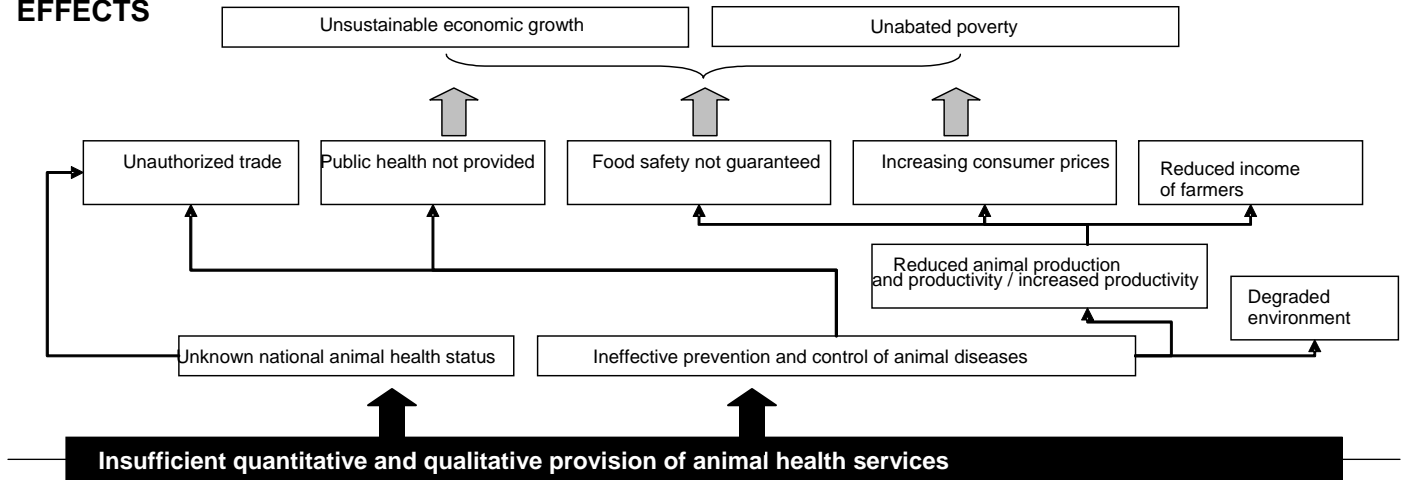 EFFECTS
Unsustainable economic growth
Unabated poverty
Unauthorized trade
Public health not provided
Food safety not guaranteed
Increasing consumer prices
Reduced income
of farmers
Reduced animal production
and productivity / increased productivity
Degraded
environment
Unknown national animal health status
Ineffective prevention and control of animal diseases
Insufficient quantitative and qualitative provision of animal health services